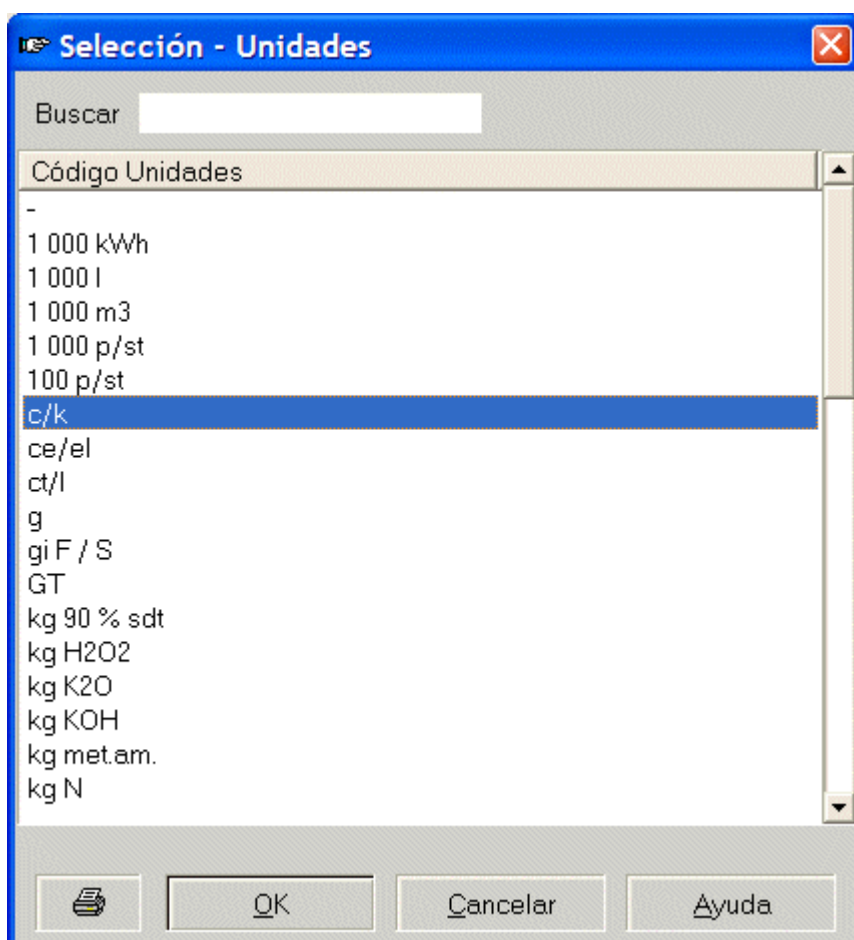 Selección - Unidades
Buscar
Código Unidades
-
1 000 kWh
1 000 l
1 000 m3
1 000 p/st
100 p/st
c/k
ce/el
ct/l
g
gi F / S
GT
kg 90 % sdt
kg H2O2
kg K2O
kg KOH
kg met.am.
kg N
OK Cancelar Ayuda